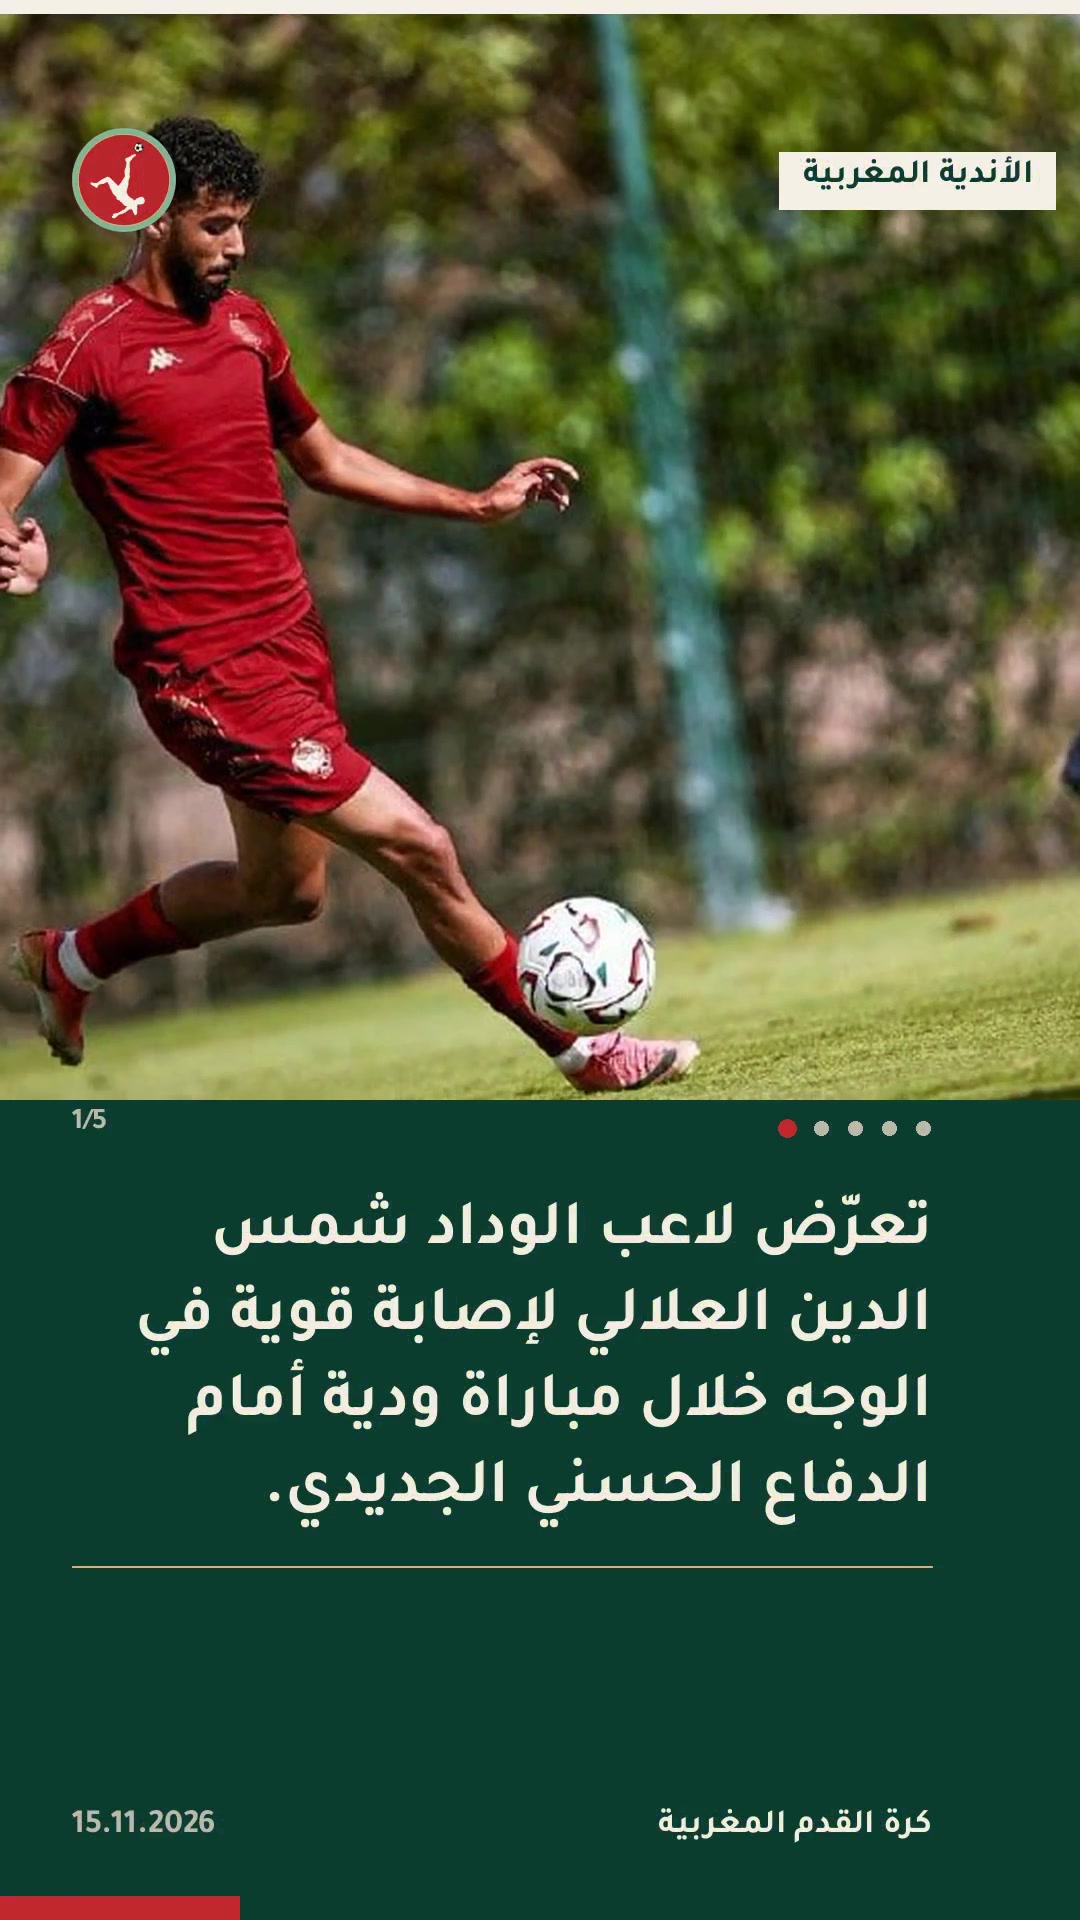 الأندية المغربية
1/5
تعرّض لاعب الوداد شمس
الدين العلالي لإصابة قوية في
الوجه خلال مباراة ودية أمام
الدفاع الحسني الجديدي.
كرة القدم المغربية
15.11.2026